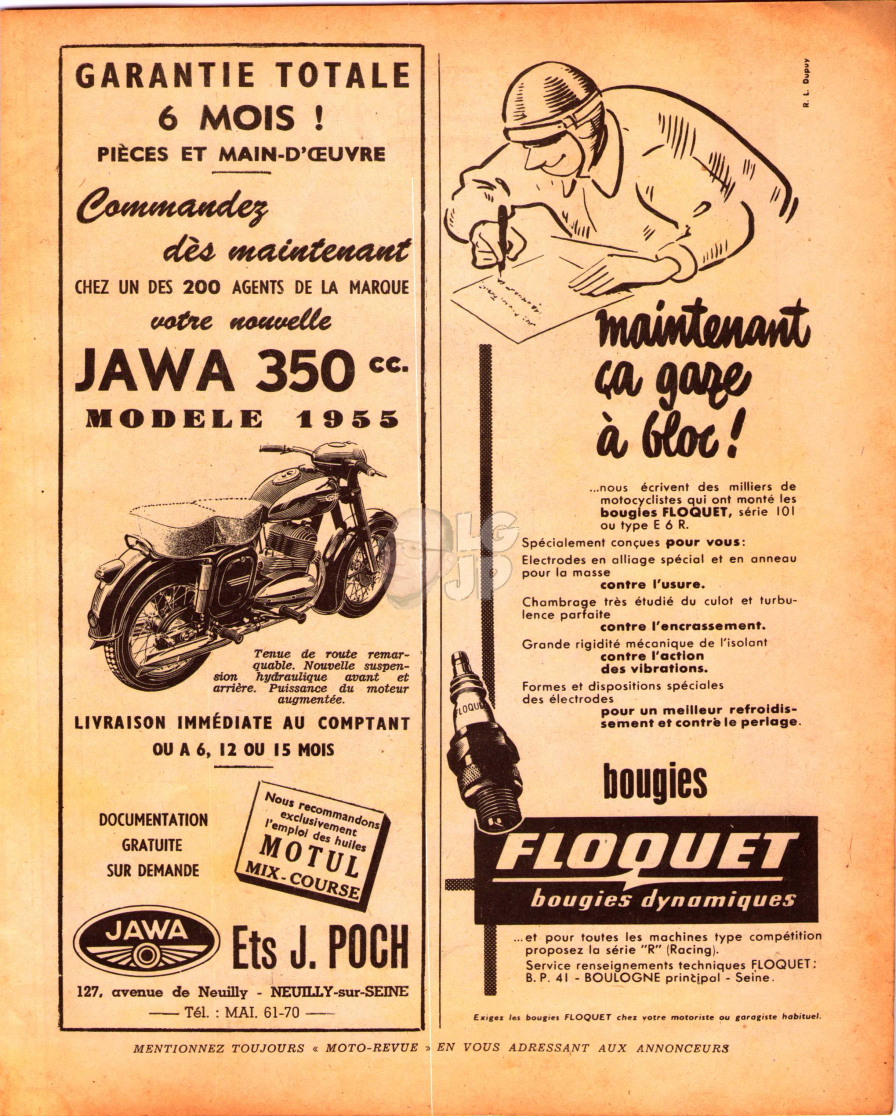 GARANTIE TOTALE
6 MOIS !
PIÈCES ET MAIN-D'ŒUVRE
Commandez
dès maintenant
CHEZ UN DES 200 AGENTS DE LA MARQUE
votre nouvelle
JAWA 350 cc.
MODELE 1955
Tenue de route remar-
quable. Nouvelle suspen-
sion hydraulique avant et
arrière. Puissance du moteur
augmentée.
LIVRAISON IMMÉDIATE AU COMPTANT
OU A 6, 12 OU 15 MOIS
DOCUMENTATION
GRATUITE
SUR DEMANDE
Nous recommandons
exclusivement
l'emploi des huiles
MOTUL
MIX-COURSE
JAWA
Ets J. POCH
127, avenue de Neuilly - NEUILLY-sur-SEINE
Tél. : MAI. 61-70
R. L. Dupuy
maintenant
ça gaze
à bloc !
...nous écrivent des milliers de
motocyclistes qui ont monté les
bougies FLOQUET, série 101
ou type E 6 R.
Spécialement conçues pour vous :
Electrodes en alliage spécial et en anneau
pour la masse
contre l'usure.
Chambrage très étudié du culot et turbu-
lence parfaite
contre l'encrassement.
Grande rigidité mécanique de l'isolant
contre l'action
des vibrations.
Formes et dispositions spéciales
des électrodes
pour un meilleur refroidis-
sement et contre le perlage.
FLOQUET
bougies
FLOQUET
bougies dynamiques
...et pour toutes les machines type compétition
proposez la série "R" (Racing).
Service renseignements techniques FLOQUET :
B. P. 41 - BOULOGNE principal - Seine.
Exigez les bougies FLOQUET chez votre motoriste ou garagiste habituel.
MENTIONNEZ TOUJOURS « MOTO-REVUE » EN VOUS ADRESSANT AUX ANNONCEURS
LG
JP